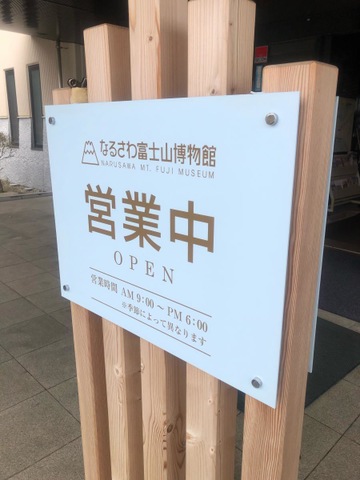 なるさわ富士山博物館
NARUSAWA MT. FUJI MUSEUM
営業中
OPEN
営業時間 AM 9:00～PM 6:00
※季節によって異なります